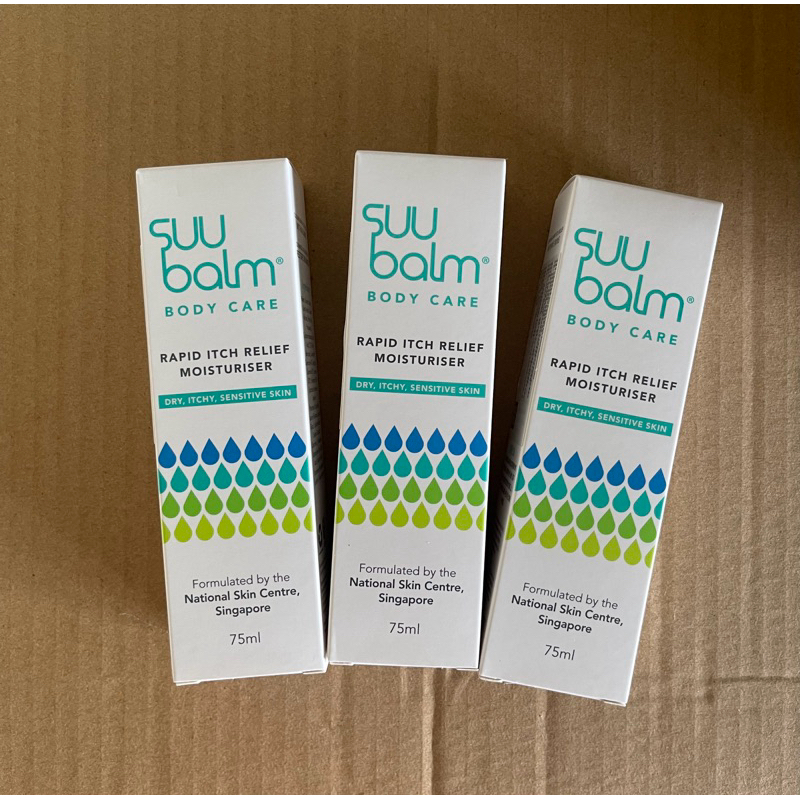 suu
balm®
BODY CARE
RAPID ITCH RELIEF
MOISTURISER
DRY, ITCHY, SENSITIVE SKIN
Formulated by the
National Skin Centre,
Singapore
75ml
suu
balm®
BODY CARE
RAPID ITCH RELIEF
MOISTURISER
DRY, ITCHY, SENSITIVE SKIN
Formulated by the
National Skin Centre,
Singapore
75ml
suu
balm®
BODY CARE
RAPID ITCH RELIEF
MOISTURISER
DRY, ITCHY, SENSITIVE SKIN
Formulated by the
National Skin Centre,
Singapore
75ml